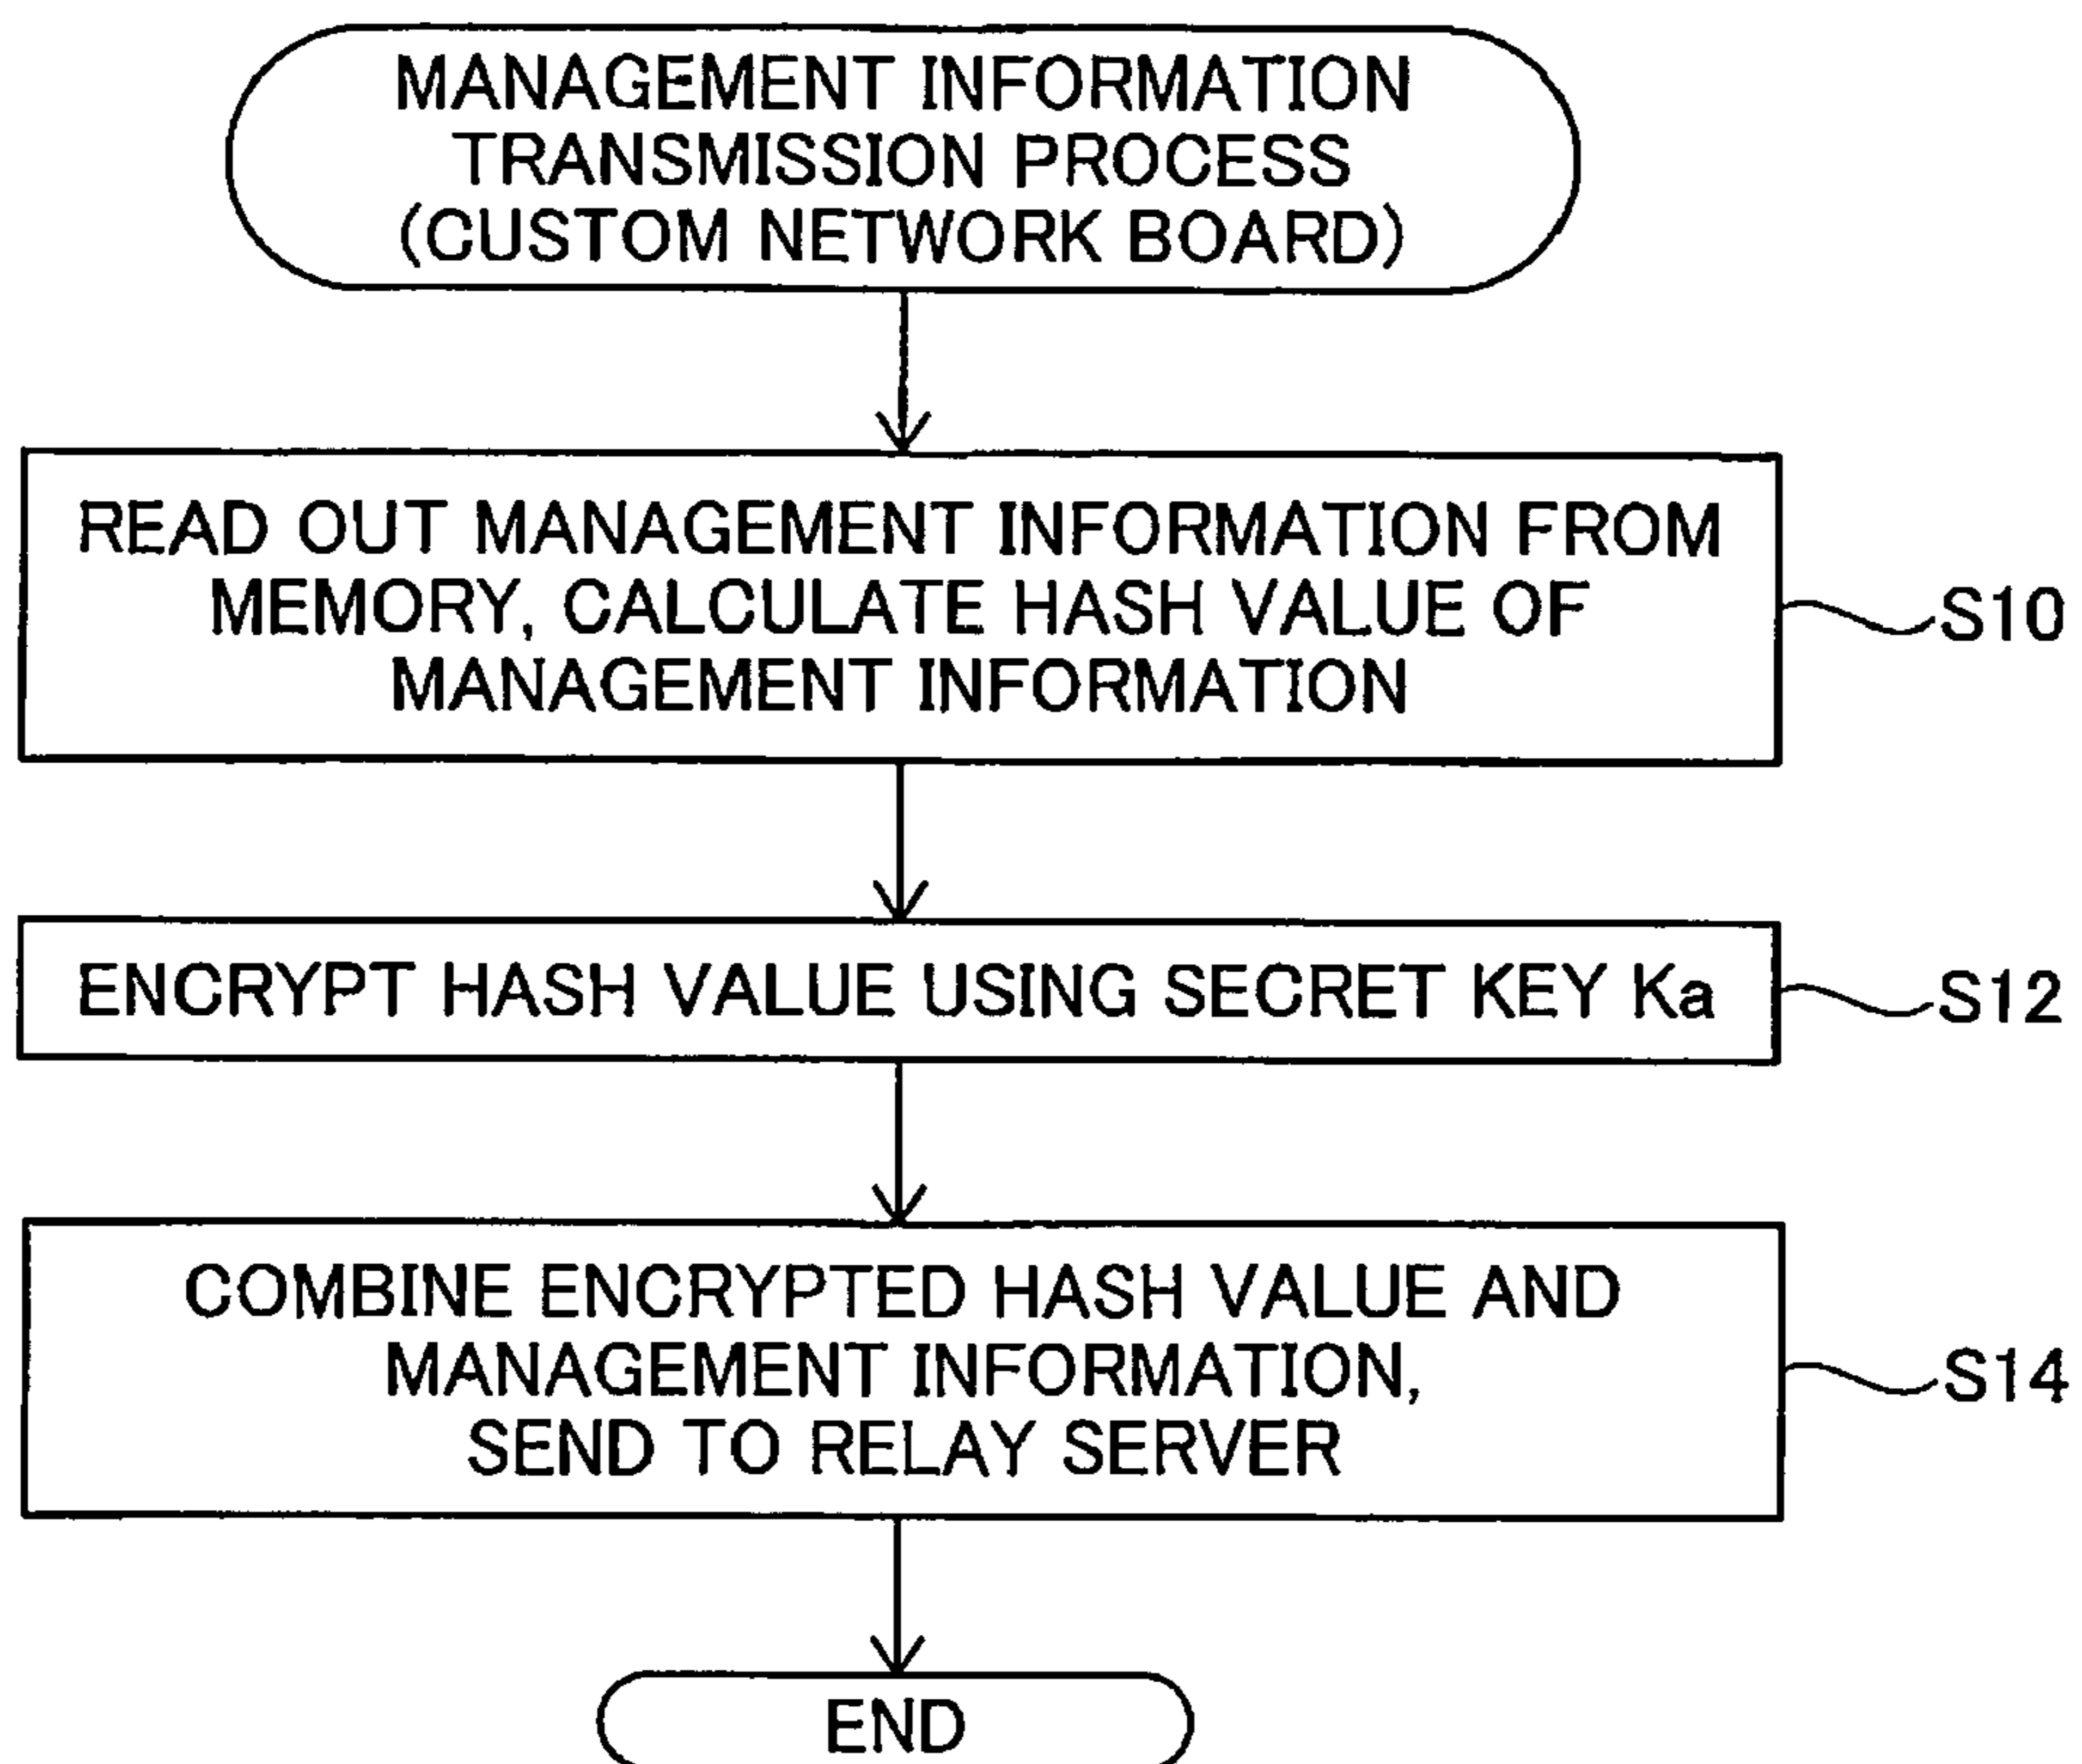 MANAGEMENT INFORMATION
TRANSMISSION PROCESS
(CUSTOM NETWORK BOARD)
READ OUT MANAGEMENT INFORMATION FROM
MEMORY, CALCULATE HASH VALUE OF
MANAGEMENT INFORMATION
S10
ENCRYPT HASH VALUE USING SECRET KEY Ka
S12
COMBINE ENCRYPTED HASH VALUE AND
MANAGEMENT INFORMATION,
SEND TO RELAY SERVER
S14
END